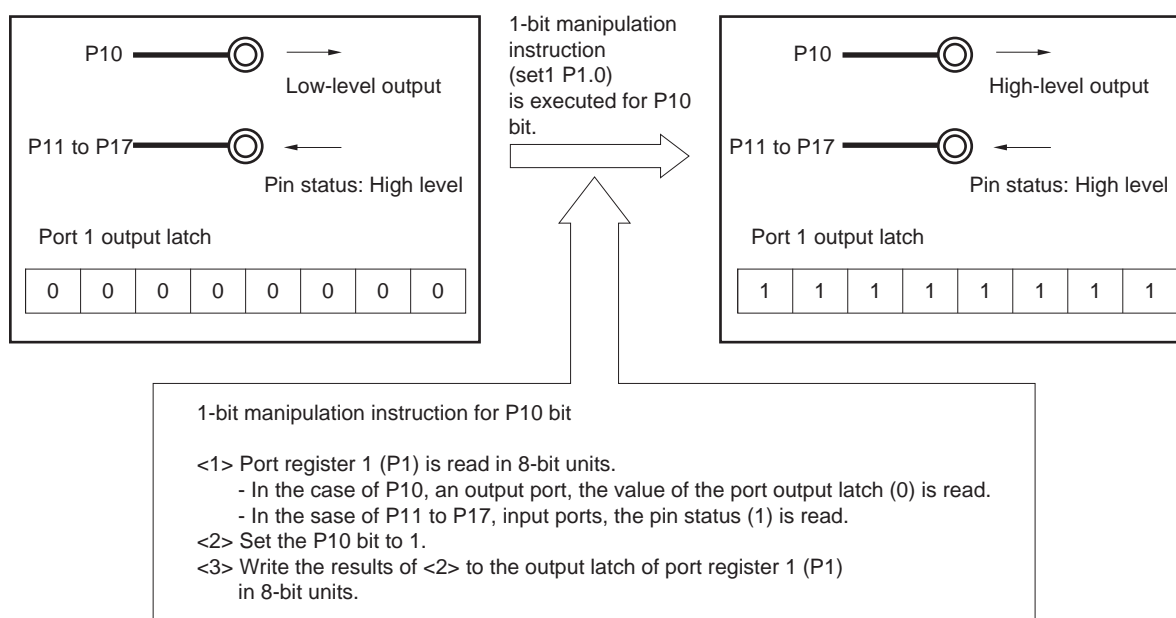 P10
Low-level output
P11 to P17
Pin status: High level
Port 1 output latch
0 0 0 0 0 0 0 0
1-bit manipulation
instruction
(set1 P1.0)
is executed for P10
bit.
P10
High-level output
P11 to P17
Pin status: High level
Port 1 output latch
1 1 1 1 1 1 1 1
1-bit manipulation instruction for P10 bit
<1> Port register 1 (P1) is read in 8-bit units.
- In the case of P10, an output port, the value of the port output latch (0) is read.
- In the sase of P11 to P17, input ports, the pin status (1) is read.
<2> Set the P10 bit to 1.
<3> Write the results of <2> to the output latch of port register 1 (P1)
in 8-bit units.